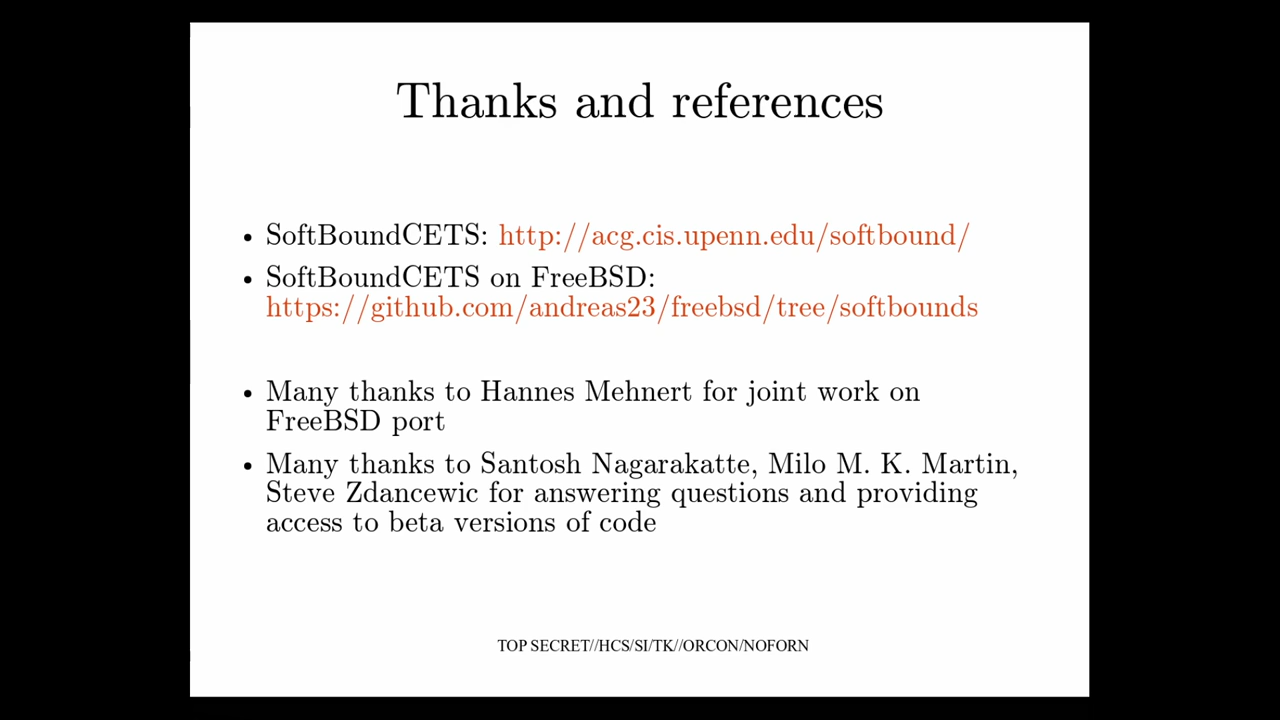 Thanks and references
• SoftBoundCETS: http://acg.cis.upenn.edu/softbound/
• SoftBoundCETS on FreeBSD:
https://github.com/andreas23/freebsd/tree/softbounds
• Many thanks to Hannes Mehnert for joint work on
FreeBSD port
• Many thanks to Santosh Nagarakatte, Milo M. K. Martin,
Steve Zdancewic for answering questions and providing
access to beta versions of code
TOP SECRET//HCS/SI/TK//ORCON/NOFORN